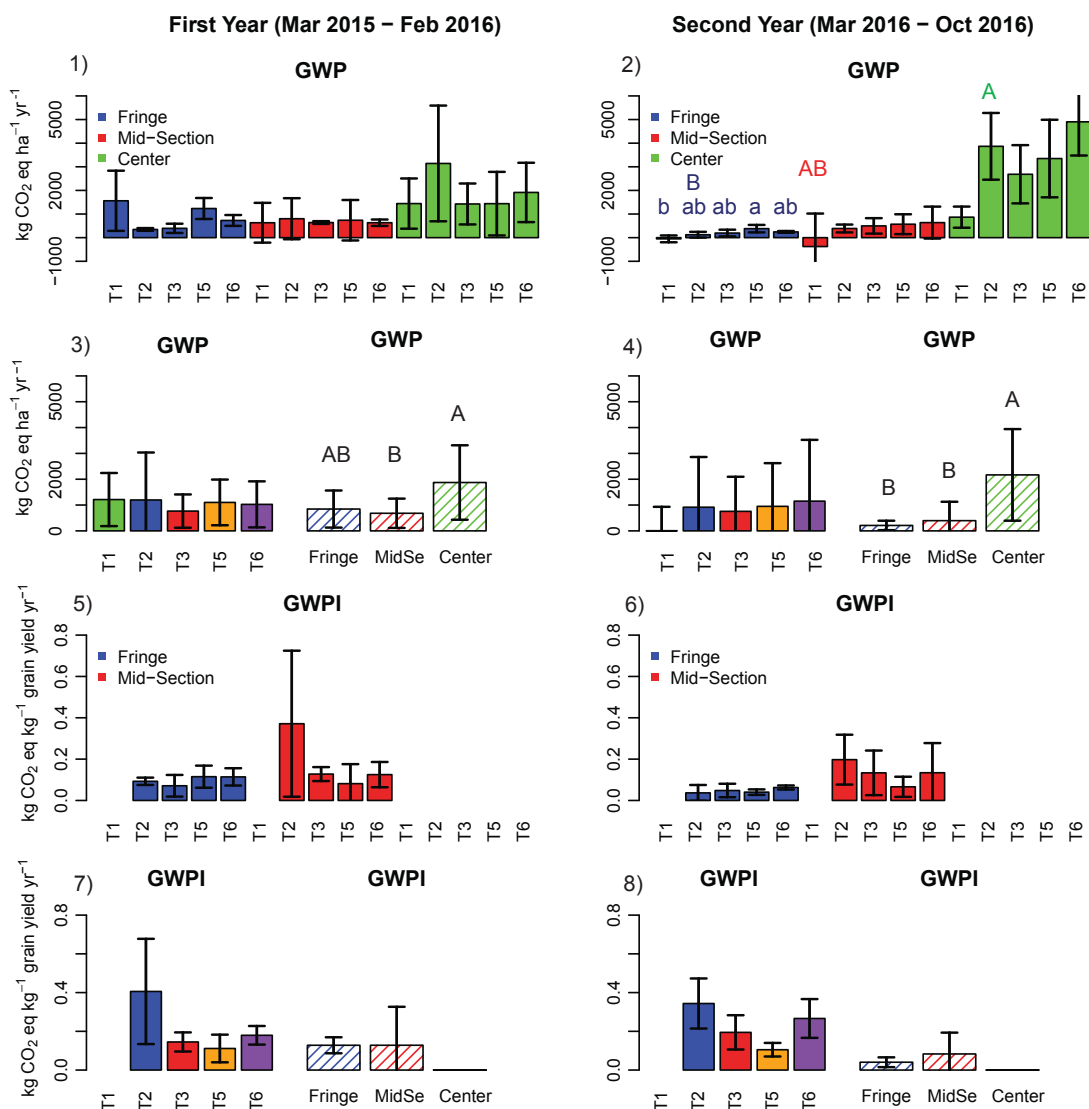 First Year (Mar 2015 − Feb 2016)
Second Year (Mar 2016 − Oct 2016)
1)
GWP
kg CO₂ eq ha⁻¹ yr⁻¹
−1000 2000 5000
Fringe
Mid−Section
Center
T1 T2 T3 T5 T6 T1 T2 T3 T5 T6 T1 T2 T3 T5 T6
2)
GWP
−1000 2000 5000
Fringe
Mid−Section
Center
A
B
AB
b ab ab a ab
T1 T2 T3 T5 T6 T1 T2 T3 T5 T6 T1 T2 T3 T5 T6
3)
GWP
GWP
kg CO₂ eq ha⁻¹ yr⁻¹
0 2000 5000
AB B A
T1 T2 T3 T5 T6
Fringe MidSe Center
4)
GWP
GWP
0 2000 5000
B B A
T1 T2 T3 T5 T6
Fringe MidSe Center
5)
GWPI
kg CO₂ eq kg⁻¹ grain yield yr⁻¹
0.0 0.2 0.4 0.6 0.8
Fringe
Mid−Section
T1 T2 T3 T5 T6 T1 T2 T3 T5 T6 T1 T2 T3 T5 T6
6)
GWPI
0.0 0.2 0.4 0.6 0.8
Fringe
Mid−Section
T1 T2 T3 T5 T6 T1 T2 T3 T5 T6 T1 T2 T3 T5 T6
7)
GWPI
GWPI
kg CO₂ eq kg⁻¹ grain yield yr⁻¹
0.0 0.4 0.8
T1 T2 T3 T5 T6
Fringe MidSe Center
8)
GWPI
GWPI
0.0 0.4 0.8
T1 T2 T3 T5 T6
Fringe MidSe Center